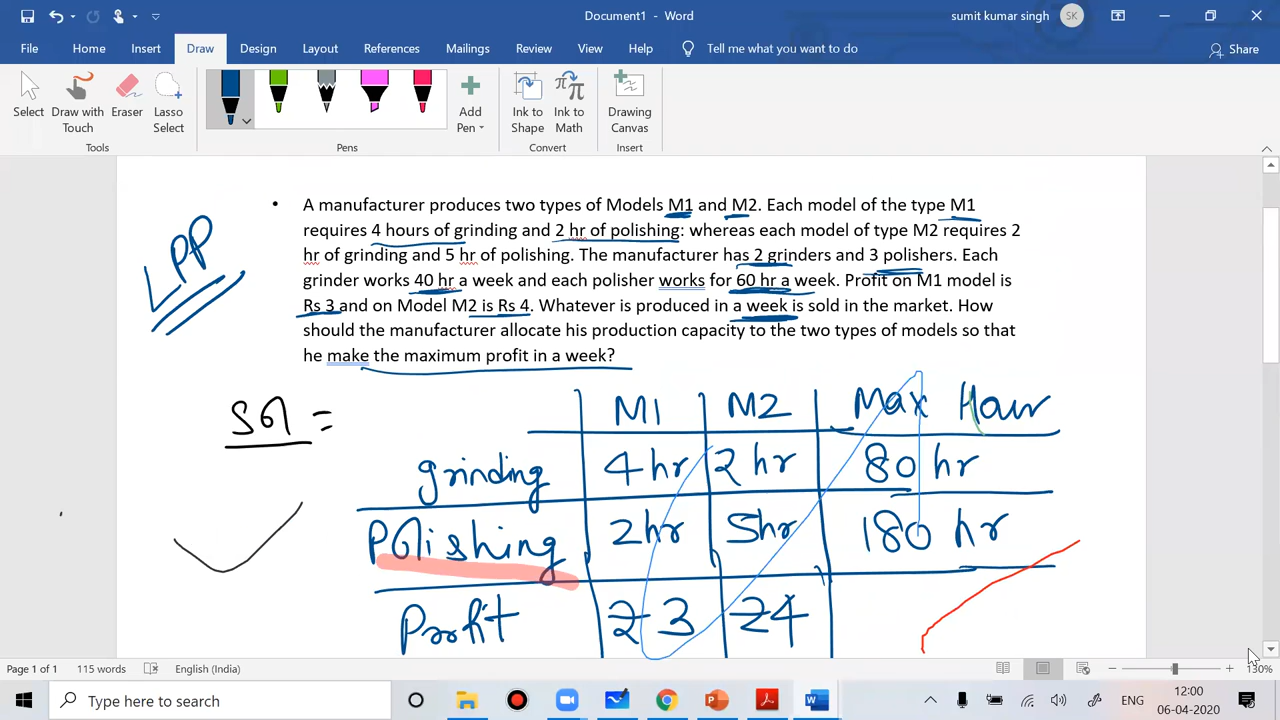 Document1 - Word
sumit kumar singh SK
File Home Insert Draw Design Layout References Mailings Review View Help Tell me what you want to do Share
Select Draw with Touch Eraser Lasso Select Add Pen Ink to Shape Ink to Math Drawing Canvas
Tools Pens Convert Insert
• A manufacturer produces two types of Models M1 and M2. Each model of the type M1
requires 4 hours of grinding and 2 hr of polishing: whereas each model of type M2 requires 2
hr of grinding and 5 hr of polishing. The manufacturer has 2 grinders and 3 polishers. Each
grinder works 40 hr a week and each polisher works for 60 hr a week. Profit on M1 model is
Rs 3 and on Model M2 is Rs 4. Whatever is produced in a week is sold in the market. How
should the manufacturer allocate his production capacity to the two types of models so that
he make the maximum profit in a week?
LPP
Sol =
M1 M2 Max Hour
grinding 4 hr 2 hr 80 hr
Polishing 2hr 5hr 180 hr
Profit ₹ 3 ₹ 4
Page 1 of 1 115 words English (India) 130%
Type here to search ENG 12:00
06-04-2020